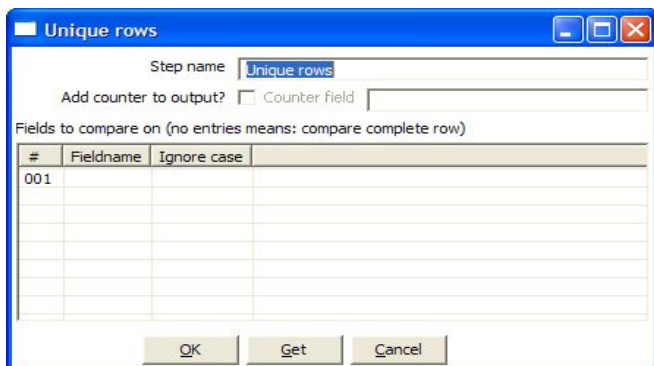 Unique rows
Step name Unique rows
Add counter to output? Counter field
Fields to compare on (no entries means: compare complete row)
# Fieldname Ignore case
001
OK Get Cancel